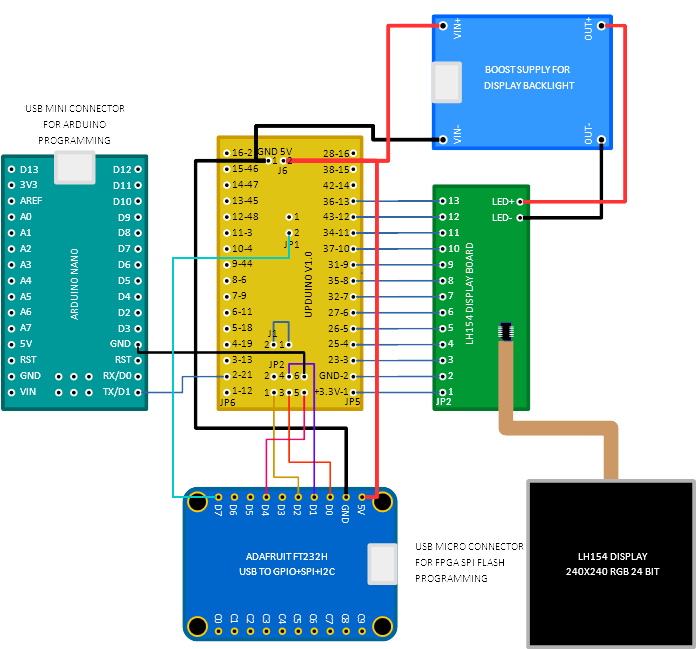 USB MINI CONNECTOR
FOR ARDUINO
PROGRAMMING
D13
3V3
AREF
A0
A1
A2
A3
A4
A5
A6
A7
5V
RST
GND
VIN
ARDUINO NANO
D12
D11
D10
D9
D8
D7
D6
D5
D4
D2
D3
GND
RST
RX/D0
TX/D1
16-2
15-46
14-47
13-45
12-48
11-3
10-4
9-44
8-6
7-9
6-11
5-18
4-19
3-13
2-21
1-12
JP6
GND 5V
1
2
J6
1
2
JP1
UPDUINO V1.0
J1
2
1
JP2
2
4
6
1
3
5
28-16
38-15
42-14
36-13
43-12
34-11
37-10
31-9
35-8
32-7
27-6
26-5
25-4
23-3
GND-2
+3.3V-1
JP5
VIN+
OUT+
BOOST SUPPLY FOR
DISPLAY BACKLIGHT
VIN-
OUT-
13
12
11
10
9
8
7
6
5
4
3
2
1
JP2
LED+
LED-
LH154 DISPLAY BOARD
D7
D6
D5
D4
D3
D2
D1
D0
GND
5V
ADAFRUIT FT232H
USB TO GPIO+SPI+I2C
C0
C1
C2
C3
C4
C5
C6
C7
C8
C9
USB MICRO CONNECTOR
FOR FPGA SPI FLASH
PROGRAMMING
LH154 DISPLAY
240X240 RGB 24 BIT